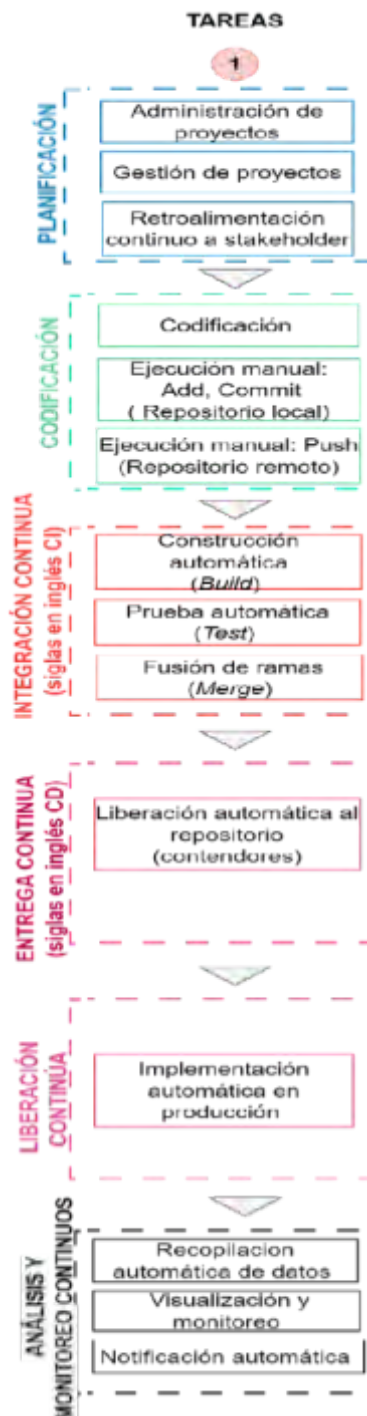 TAREAS
1
PLANIFICACIÓN
Administración de
proyectos
Gestión de proyectos
Retroalimentación
continuo a stakeholder
CODIFICACIÓN
Codificación
Ejecución manual:
Add, Commit
( Repositorio local)
Ejecución manual: Push
(Repositorio remoto)
INTEGRACIÓN CONTINUA
(siglas en inglés CI)
Construcción
automática
(Build)
Prueba automática
(Test)
Fusión de ramas
(Merge)
ENTREGA CONTINUA
(siglas en inglés CD)
Liberación automática al
repositorio
(contendores)
LIBERACIÓN
CONTINÚA
Implementación
automática en
producción
ANÁLISIS Y
MONITOREO CONTINUOS
Recopilacion
automática de datos
Visualización y
monitoreo
Notificación automática